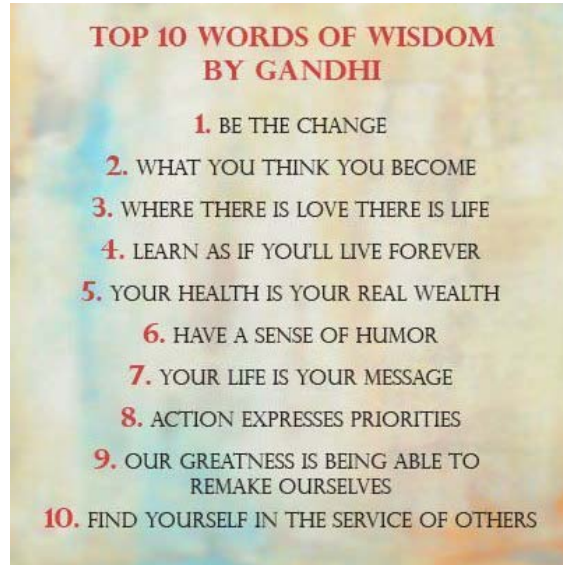 TOP 10 WORDS OF WISDOM
BY GANDHI
1. BE THE CHANGE
2. WHAT YOU THINK YOU BECOME
3. WHERE THERE IS LOVE THERE IS LIFE
4. LEARN AS IF YOU'LL LIVE FOREVER
5. YOUR HEALTH IS YOUR REAL WEALTH
6. HAVE A SENSE OF HUMOR
7. YOUR LIFE IS YOUR MESSAGE
8. ACTION EXPRESSES PRIORITIES
9. OUR GREATNESS IS BEING ABLE TO
REMAKE OURSELVES
10. FIND YOURSELF IN THE SERVICE OF OTHERS